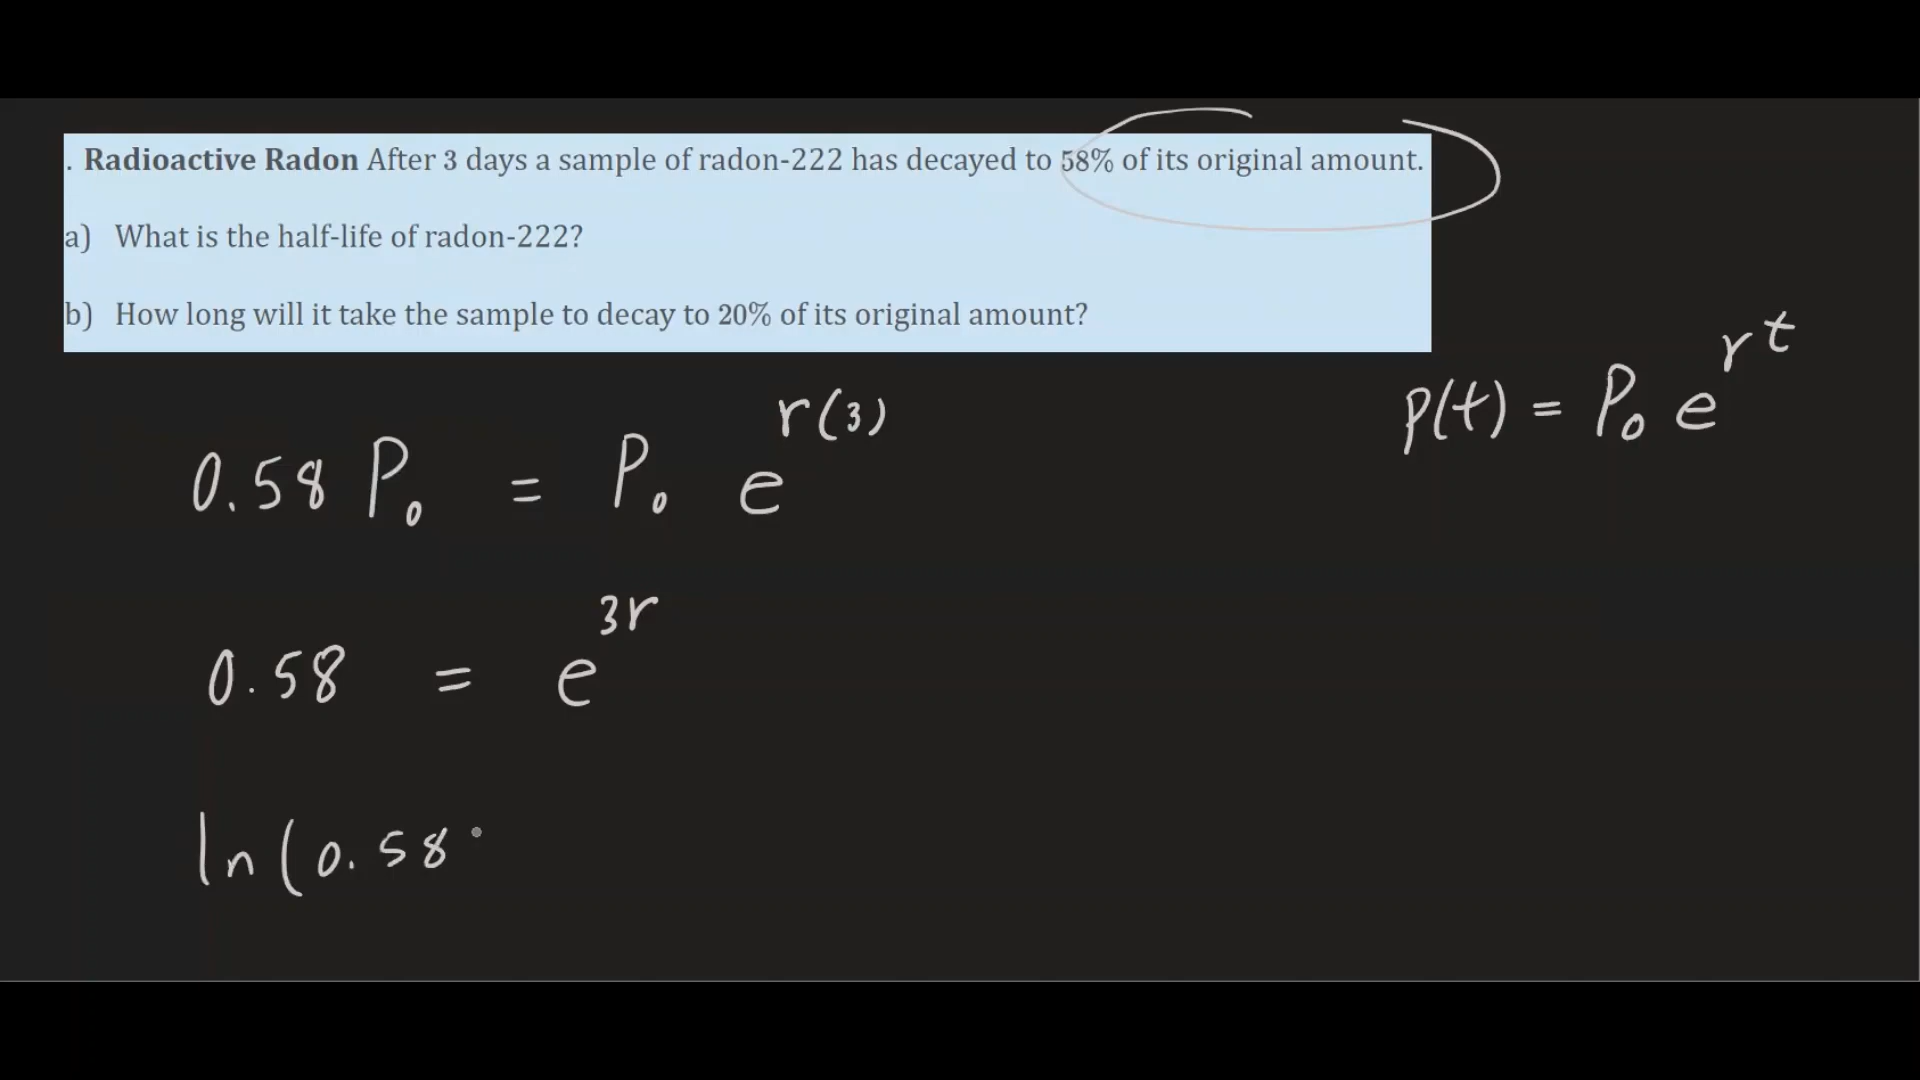 . Radioactive Radon After 3 days a sample of radon-222 has decayed to 58% of its original amount.
a) What is the half-life of radon-222?
b) How long will it take the sample to decay to 20% of its original amount?
P(t) = P₀ e^rt
0.58 P₀ = P₀ e^r(3)
0.58 = e^3r
ln(0.58